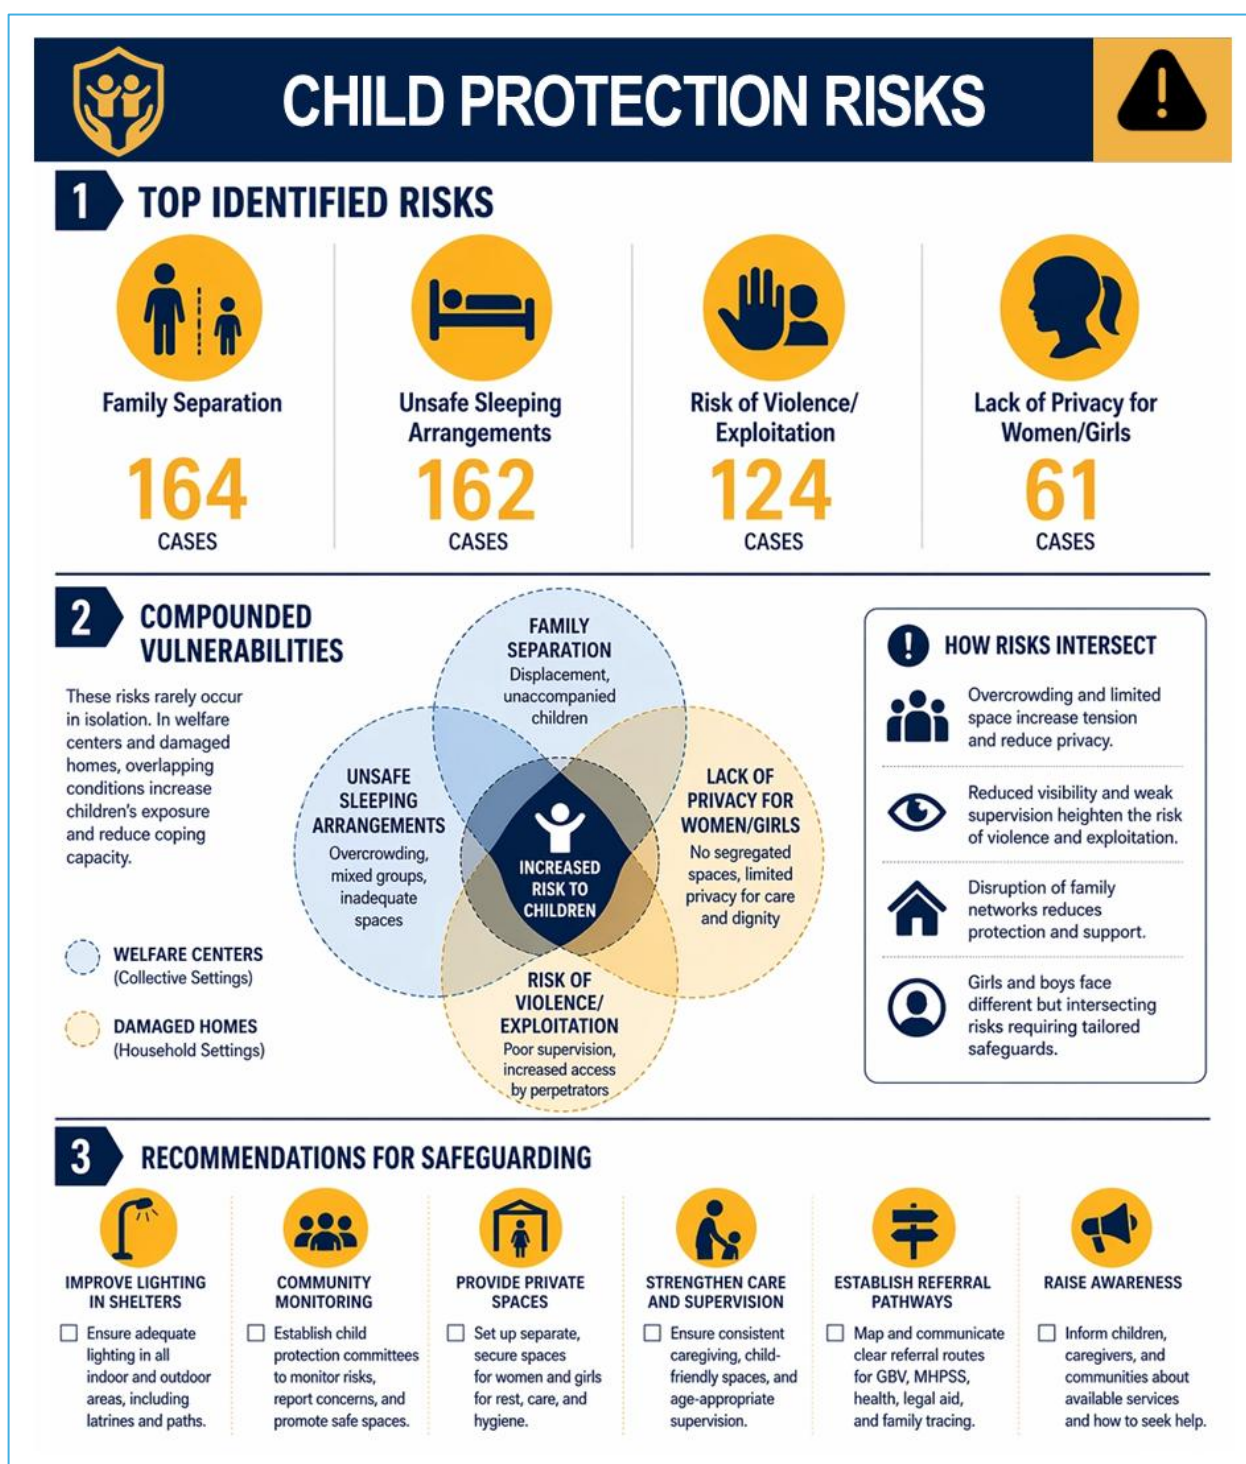 CHILD PROTECTION RISKS
1 TOP IDENTIFIED RISKS
Family Separation
164
CASES
Unsafe Sleeping
Arrangements
162
CASES
Risk of Violence/
Exploitation
124
CASES
Lack of Privacy for
Women/Girls
61
CASES
2 COMPOUNDED
VULNERABILITIES
These risks rarely occur
in isolation. In welfare
centers and damaged
homes, overlapping
conditions increase
children's exposure
and reduce coping
capacity.
WELFARE CENTERS
(Collective Settings)
DAMAGED HOMES
(Household Settings)
FAMILY
SEPARATION
Displacement,
unaccompanied
children
UNSAFE
SLEEPING
ARRANGEMENTS
Overcrowding,
mixed groups,
inadequate
spaces
INCREASED
RISK TO
CHILDREN
LACK OF
PRIVACY FOR
WOMEN/GIRLS
No segregated
spaces, limited
privacy for care
and dignity
RISK OF
VIOLENCE/
EXPLOITATION
Poor supervision,
increased access
by perpetrators
HOW RISKS INTERSECT
Overcrowding and limited
space increase tension
and reduce privacy.
Reduced visibility and weak
supervision heighten the risk
of violence and exploitation.
Disruption of family
networks reduces
protection and support.
Girls and boys face
different but intersecting
risks requiring tailored
safeguards.
3 RECOMMENDATIONS FOR SAFEGUARDING
IMPROVE LIGHTING
IN SHELTERS
Ensure adequate
lighting in all
indoor and outdoor
areas, including
latrines and paths.
COMMUNITY
MONITORING
Establish child
protection committees
to monitor risks,
report concerns, and
promote safe spaces.
PROVIDE PRIVATE
SPACES
Set up separate,
secure spaces
for women and girls
for rest, care, and
hygiene.
STRENGTHEN CARE
AND SUPERVISION
Ensure consistent
caregiving, child-
friendly spaces, and
age-appropriate
supervision.
ESTABLISH REFERRAL
PATHWAYS
Map and communicate
clear referral routes
for GBV, MHPSS,
health, legal aid,
and family tracing.
RAISE AWARENESS
Inform children,
caregivers, and
communities about
available services
and how to seek help.